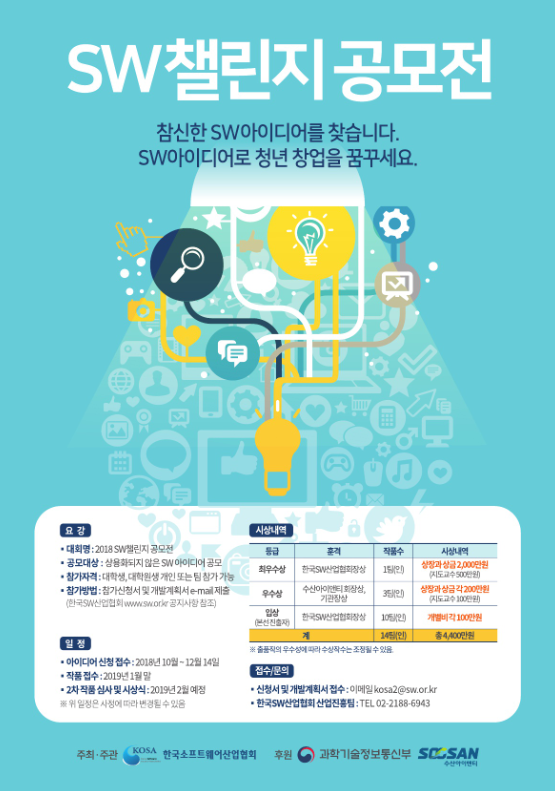 SW챌린지 공모전
참신한 SW아이디어를 찾습니다.
SW아이디어로 청년 창업을 꿈꾸세요.
요 강
• 대회명 : 2018 SW챌린지 공모전
• 공모대상 : 상용화되지 않은 SW 아이디어 공모
• 참가자격 : 대학생, 대학원생 개인 또는 팀 참가 가능
• 참가방법 : 참가신청서 및 개발계획서 e-mail 제출
(한국SW산업협회 www.sw.or.kr 공지사항 참조)
일 정
• 아이디어 신청 접수 : 2018년 10월 ~ 12월 14일
• 작품 접수 : 2019년 1월 말
• 2차 작품 심사 및 시상식 : 2019년 2월 예정
※ 위 일정은 사정에 따라 변경될 수 있음
시상내역
등급 훈격 작품수 시상내역
최우수상 한국SW산업협회장상 1팀(인) 상장과 상금 2,000만원
(지도교수 500만원)
우수상 수산아이앤티 회장상, 기관장상 3팀(인) 상장과 상금 각 200만원
(지도교수 100만원)
입상
(본선 진출자) 한국SW산업협회장상 10팀(인) 개별비 각 100만원
계 14팀(인) 총 4,400만원
※ 출품작의 우수성에 따라 수상작수는 조정될 수 있음.
접수/문의
• 신청서 및 개발계획서 접수 : 이메일 kosa2@sw.or.kr
• 한국SW산업협회 산업진흥팀 : TEL 02-2188-6943
주최·주관 KOSA 한국소프트웨어산업협회 후원 과학기술정보통신부 SOOSAN
수산아이앤티